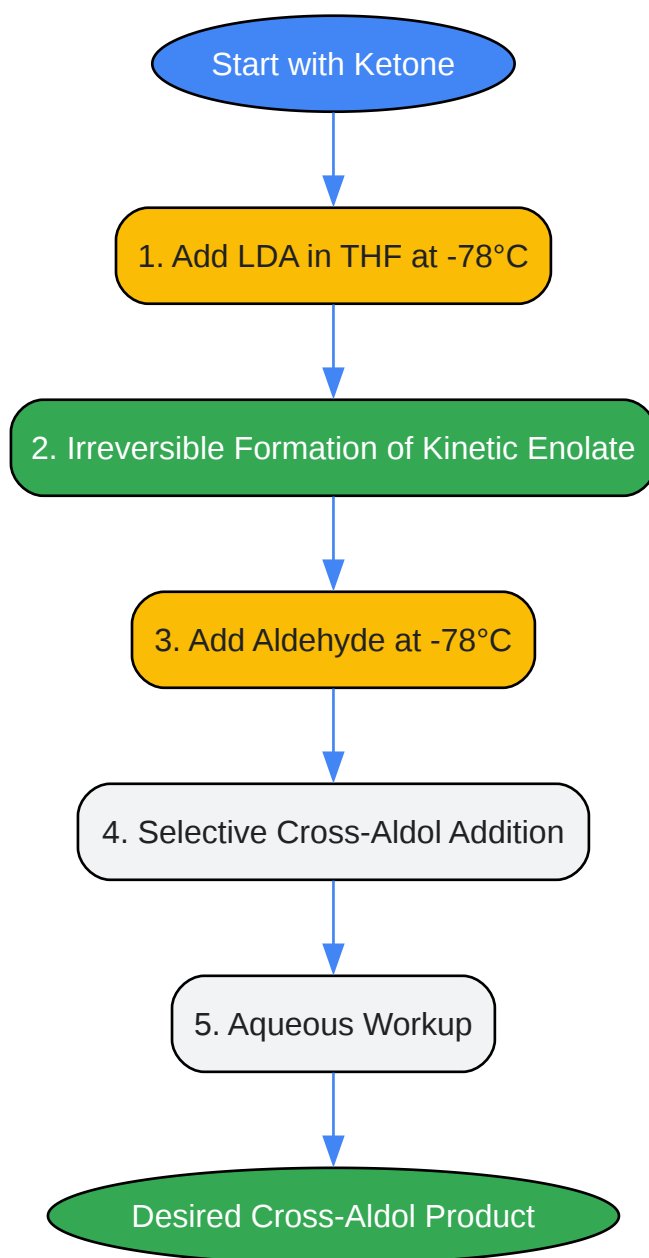 Start with Ketone
1. Add LDA in THF at -78°C
2. Irreversible Formation of Kinetic Enolate
3. Add Aldehyde at -78°C
4. Selective Cross-Aldol Addition
5. Aqueous Workup
Desired Cross-Aldol Product